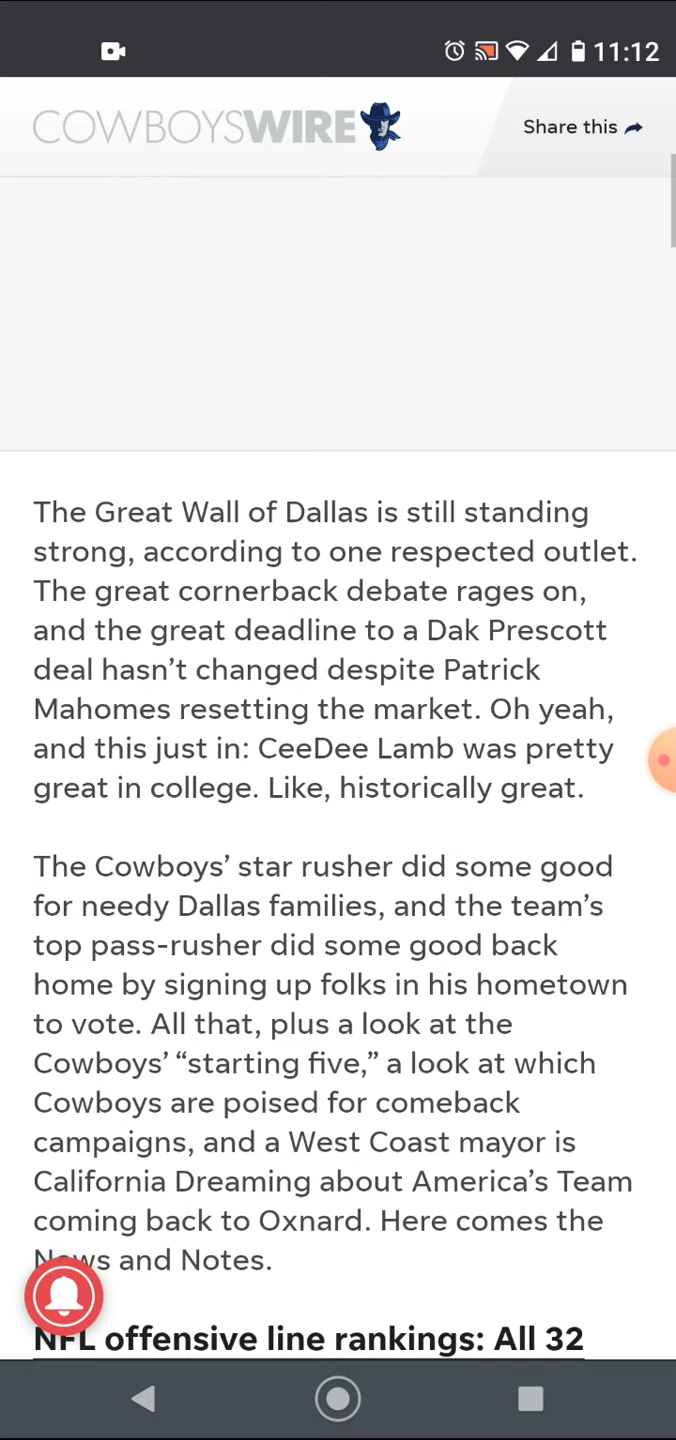 11:12
COWBOYSWIRE
Share this
The Great Wall of Dallas is still standing
strong, according to one respected outlet.
The great cornerback debate rages on,
and the great deadline to a Dak Prescott
deal hasn’t changed despite Patrick
Mahomes resetting the market. Oh yeah,
and this just in: CeeDee Lamb was pretty
great in college. Like, historically great.
The Cowboys’ star rusher did some good
for needy Dallas families, and the team’s
top pass-rusher did some good back
home by signing up folks in his hometown
to vote. All that, plus a look at the
Cowboys’ “starting five,” a look at which
Cowboys are poised for comeback
campaigns, and a West Coast mayor is
California Dreaming about America’s Team
coming back to Oxnard. Here comes the
News and Notes.
NFL offensive line rankings: All 32